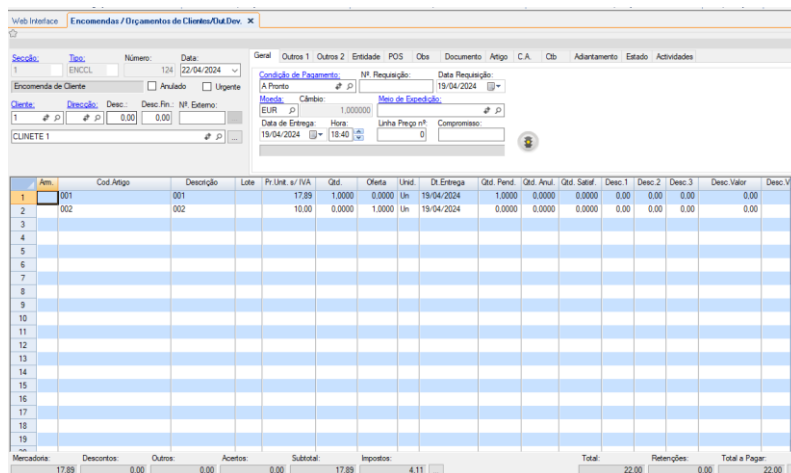 Web Interface Encomendas / Orçamentos de Clientes/Out.Dev. ×
Secção: Tipo: Número: Data:
1 ENCCL 124 22/04/2024
Encomenda de Cliente Anulado Urgente
Cliente: Direcção: Desc.: Desc.Fin.: Nº. Externo:
1 0,00 0,00 ...
CLINETE 1 ...
Geral Outros 1 Outros 2 Entidade POS Obs Documento Artigo C.A. Ctb Adiantamento Estado Actividades
Condição de Pagamento: Nº. Requisição: Data Requisição:
A Pronto 19/04/2024
Moeda: Câmbio: Meio de Expedição:
EUR 1,000000
Data de Entrega: Hora: Linha Preço nº: Compromisso:
19/04/2024 18:40 0
Arm. Cod.Artigo Descrição Lote Pr.Unit. s/ IVA Qtd. Oferta Unid. Dt.Entrega Qtd. Pend. Qtd. Anul. Qtd. Satisf. Desc.1 Desc.2 Desc.3 Desc.Valor Desc.V
1 001 001 17,89 1,0000 0,0000 Un 19/04/2024 1,0000 0,0000 0,0000 0,00 0,00 0,00 0,00
2 002 002 10,00 0,0000 1,0000 Un 19/04/2024 0,0000 0,0000 0,0000 0,00 0,00 0,00 0,00
3
4
5
6
7
8
9
10
11
12
13
14
15
16
17
18
19
Mercadoria: Descontos: Outros: Acertos: Subtotal: Impostos: Total: Retenções: Total a Pagar:
17,89 0,00 0,00 0,00 17,89 4,11 ... 22,00 0,00 22,00